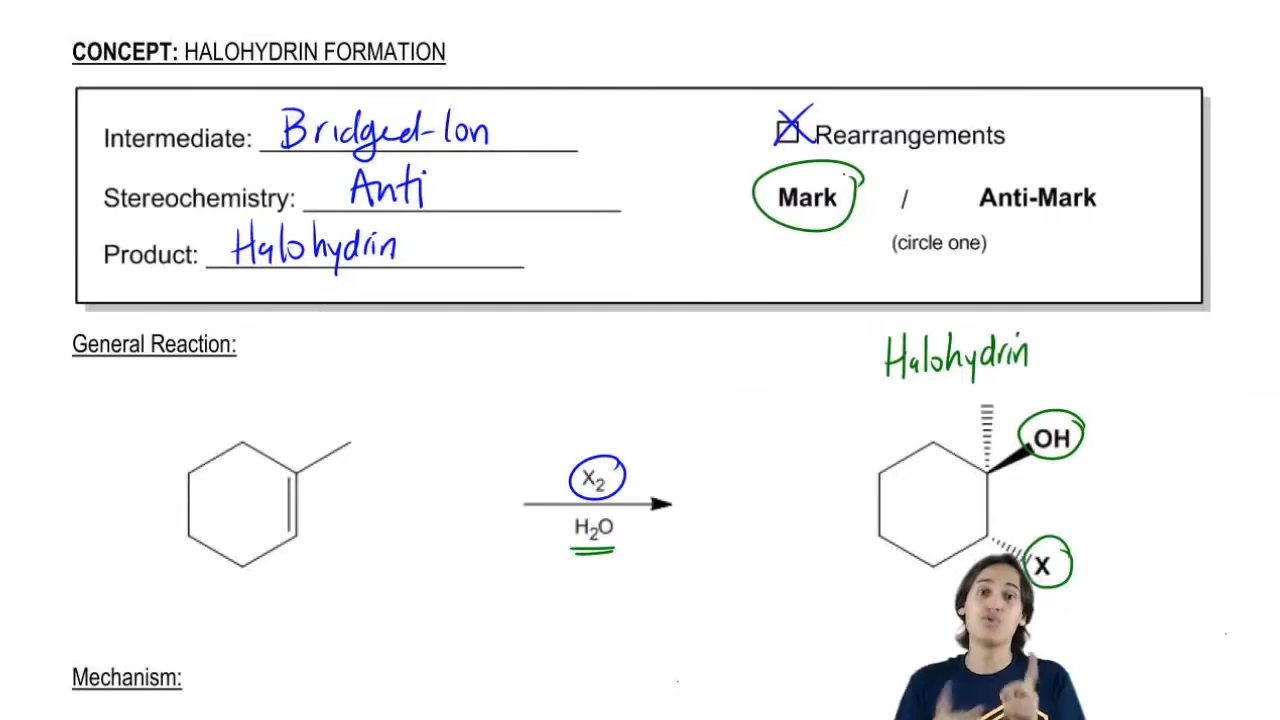 CONCEPT: HALOHYDRIN FORMATION
Intermediate: Bridged-Ion
Rearrangements
Stereochemistry: Anti
Mark / Anti-Mark
(circle one)
Product: Halohydrin
General Reaction:
Halohydrin
OH
X₂
H₂O
X
Mechanism: